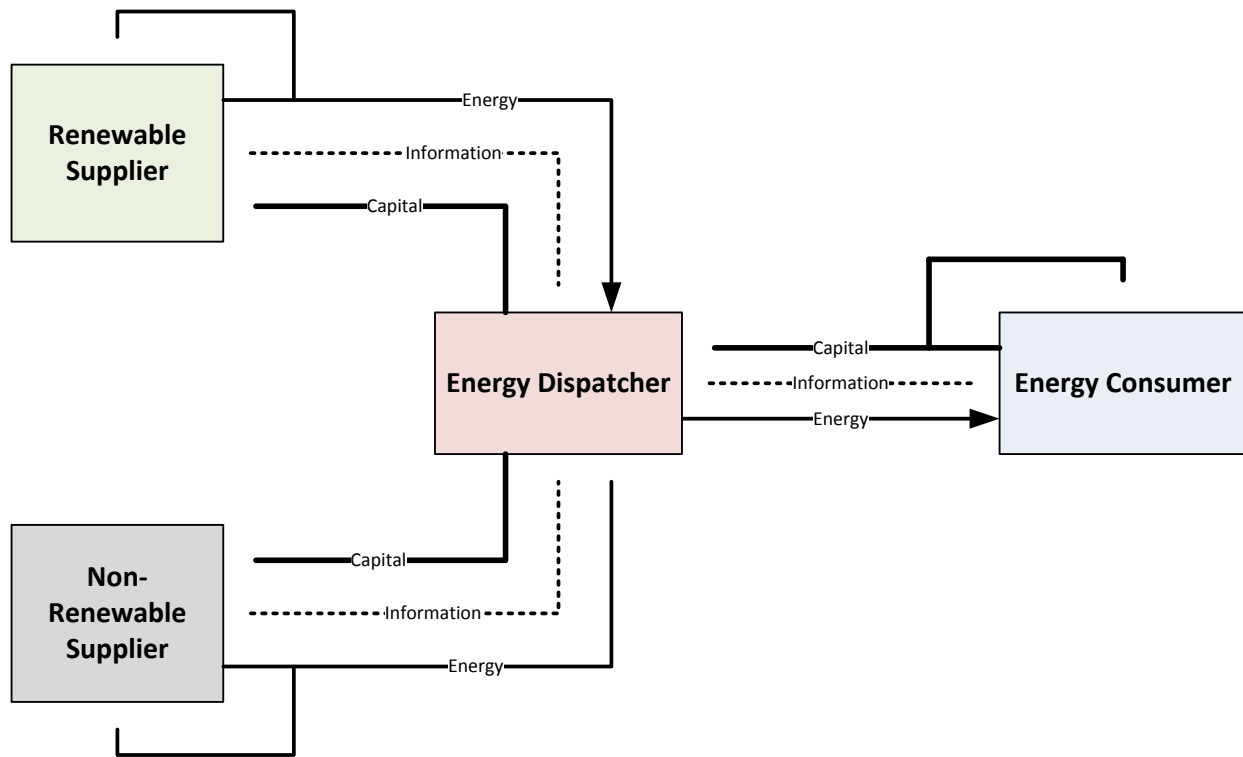 Energy
Renewable
Supplier
Information
Capital
Capital
Energy Dispatcher
Information
Energy Consumer
Energy
Capital
Non-
Renewable
Supplier
Information
Energy